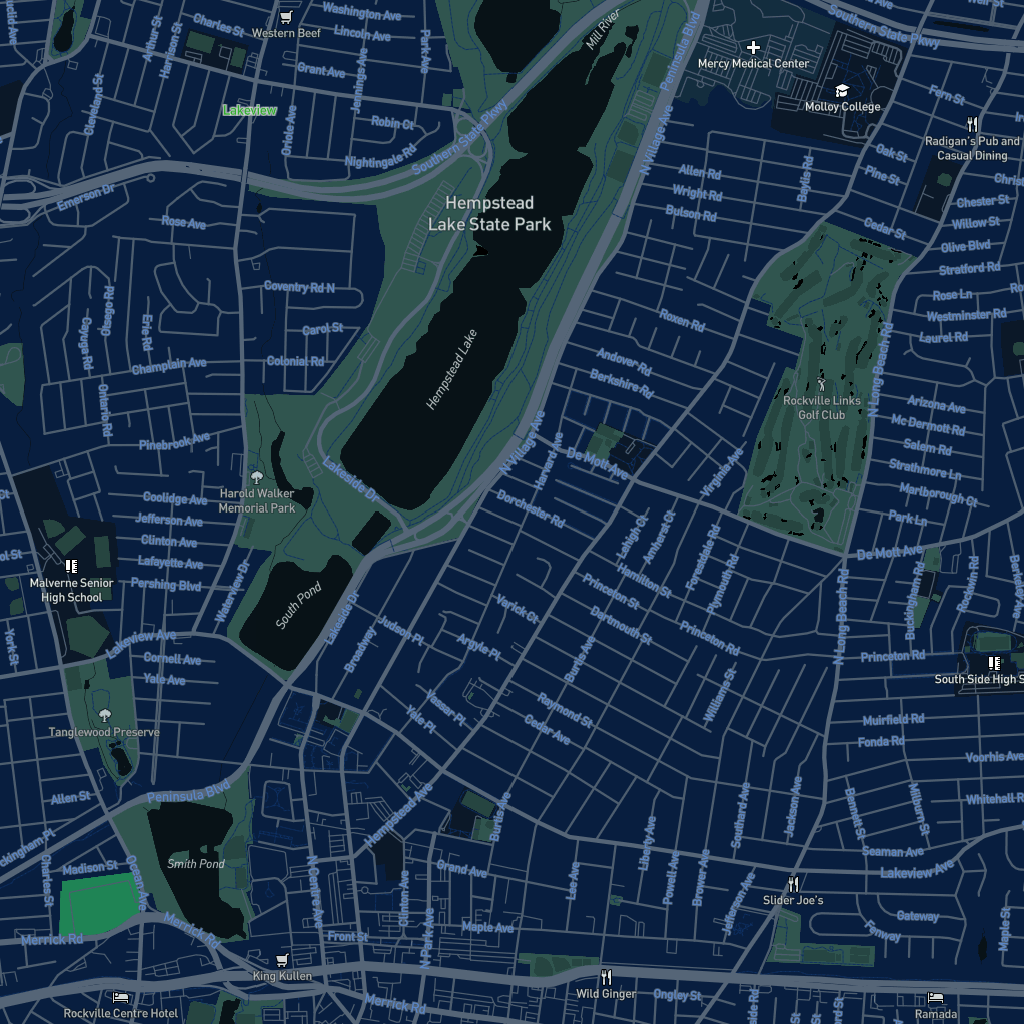 Washington Ave
Charles St
Western Beef
Lincoln Ave
Arthur St
Harrison St
Park Ave
Mill River
Peninsula Blvd
Southern State Pkwy
Mercy Medical Center
Grant Ave
Jennings Ave
Cleveland St
Molloy College
Fern St
Lakeview
Oriole Ave
Robin Ct
Radigan's Pub and
Casual Dining
Nightingale Rd
Southern State Pkwy
N Village Ave
Oak St
Pine St
Allen Rd
Wright Rd
Bulson Rd
Baylis Rd
Emerson Dr
Rose Ave
Hempstead
Lake State Park
Chester St
Willow St
Cedar St
Olive Blvd
Stratford Rd
Coventry Rd N
Rose Ln
Westminster Rd
Laurel Rd
Otsego Rd
Cayuga Rd
Erie Rd
Carol St
Roxen Rd
Colonial Rd
Champlain Ave
Hempstead Lake
Andover Rd
Berkshire Rd
N Long Beach Rd
Rockville Links
Golf Club
Ontario Rd
Arizona Ave
Mc Dermott Rd
Salem Rd
Pinebrook Ave
N Village Ave
Harvard Ave
De Mott Ave
Virginia Ave
Strathmore Ln
Marlborough Ct
Lakeside Dr
Harold Walker
Memorial Park
Coolidge Ave
Jefferson Ave
Clinton Ave
Lafayette Ave
Pershing Blvd
Dorchester Rd
Park Ln
De Mott Ave
Lehigh Ct
Amherst Ct
Forestdale Rd
Plymouth Rd
Malverne Senior
High School
Waterview Dr
South Pond
Hamilton St
Princeton St
Dartmouth St
Buckingham Rd
Rockwin Rd
N Long Beach Rd
Lakeside Dr
Varick Ct
Judson Pl
Argyle Pl
Broadway
Burtis Ave
Princeton Rd
Princeton Rd
York St
Lakeview Ave
Cornell Ave
Yale Ave
South Side High S
Williams St
Vassar Pl
Yale Pl
Raymond St
Cedar Ave
Muirfield Rd
Fonda Rd
Voorhis Ave
Tanglewood Preserve
Peninsula Blvd
Allen St
Hempstead Ave
Burtis Ave
Southard Ave
Jackson Ave
Bennett St
Milburn St
Whitehall Rd
Smith Pond
Madison St
Charles St
Ocean Ave
Liberty Ave
Seaman Ave
Lakeview Ave
Grand Ave
Lee Ave
Powell Ave
Brower Ave
Jefferson Ave
Slider Joe's
N Centre Ave
Clinton Ave
N Park Ave
Gateway
Fenway
Maple St
Merrick Rd
Merrick Rd
Front St
Maple Ave
King Kullen
Wild Ginger
Rockville Centre Hotel
Merrick Rd
Ongley St
Ramada